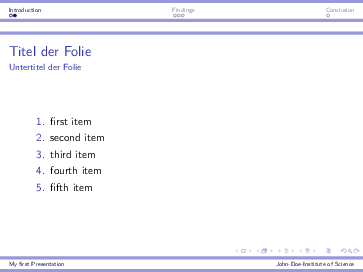 Introduction Findings Conclusion
Titel der Folie
Untertitel der Folie
1. first item
2. second item
3. third item
4. fourth item
5. fifth item
My first Presentation John-Doe-Institute of Science